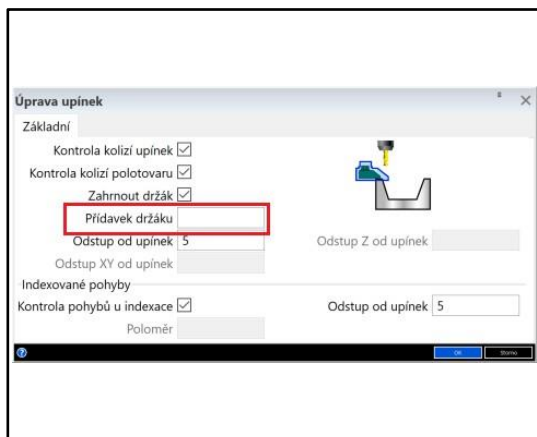 Úprava upínek
Základní
Kontrola kolizí upínek
Kontrola kolizí polotovaru
Zahrnout držák
Přídavek držáku
Odstup od upínek 5
Odstup Z od upínek
Odstup XY od upínek
Indexované pohyby
Kontrola pohybů u indexace
Odstup od upínek 5
Poloměr
OK
Storno